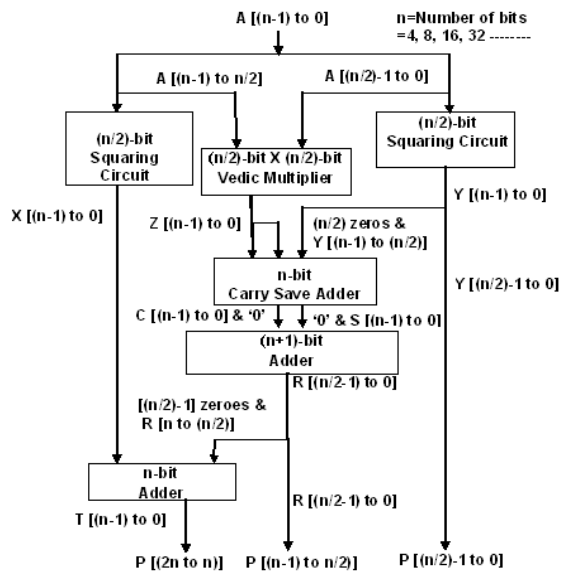 A [(n-1) to 0]
n=Number of bits
=4, 8, 16, 32 --------
A [(n-1) to n/2]
A [(n/2)-1 to 0]
(n/2)-bit
Squaring
Circuit
(n/2)-bit X (n/2)-bit
Vedic Multiplier
(n/2)-bit
Squaring Circuit
X [(n-1) to 0]
Z [(n-1) to 0]
(n/2) zeros &
Y [(n-1) to (n/2)]
Y [(n-1) to 0]
n-bit
Carry Save Adder
Y [(n/2)-1 to 0]
C [(n-1) to 0] & ‘0’
‘0’ & S [(n-1) to 0]
(n+1)-bit
Adder
R [(n/2-1) to 0]
[(n/2)-1] zeroes &
R [n to (n/2)]
n-bit
Adder
T [(n-1) to 0]
R [(n/2-1) to 0]
P [(2n to n)]
P [(n-1) to n/2)]
P [(n/2)-1 to 0]